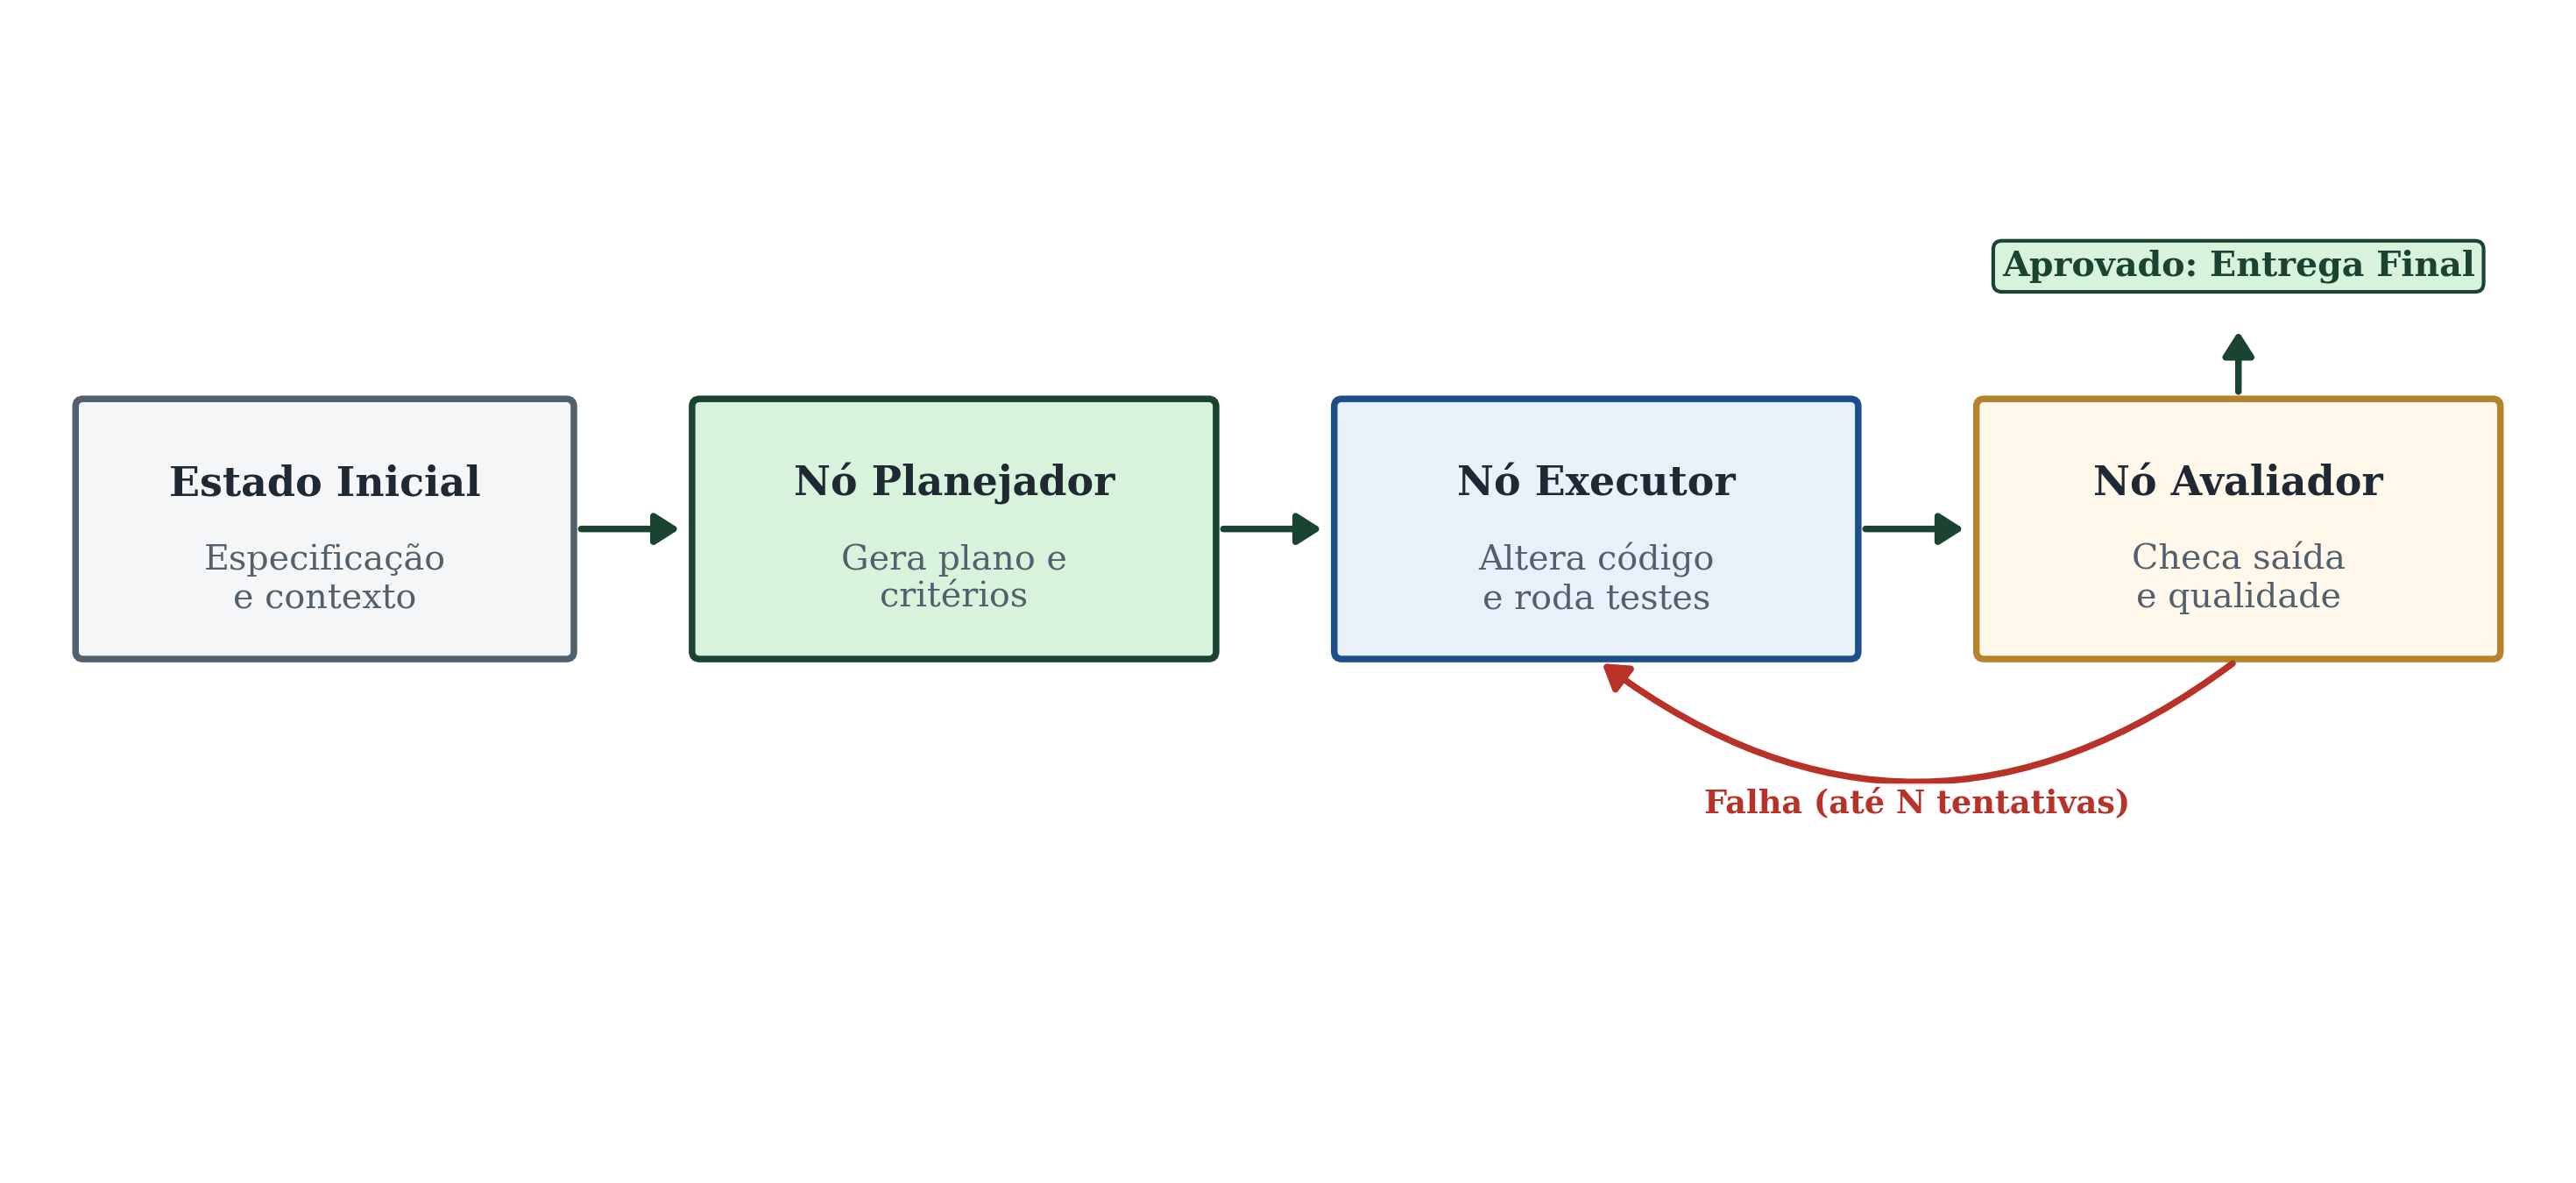 Aprovado: Entrega Final
Estado Inicial
Especificação
e contexto
Nó Planejador
Gera plano e
critérios
Nó Executor
Altera código
e roda testes
Nó Avaliador
Checa saída
e qualidade
Falha (até N tentativas)